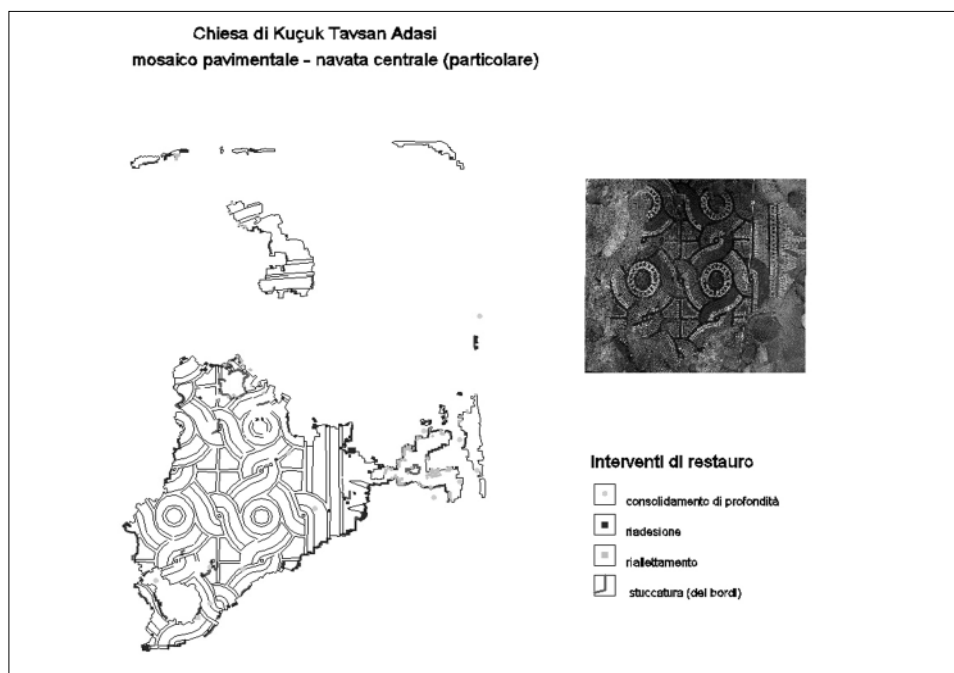 Chiesa di Kuçuk Tavsan Adasi
mosaico pavimentale - navata centrale (particolare)
Interventi di restauro
consolidamento di profondità
riadesione
riallettamento
stuccatura (dei bordi)